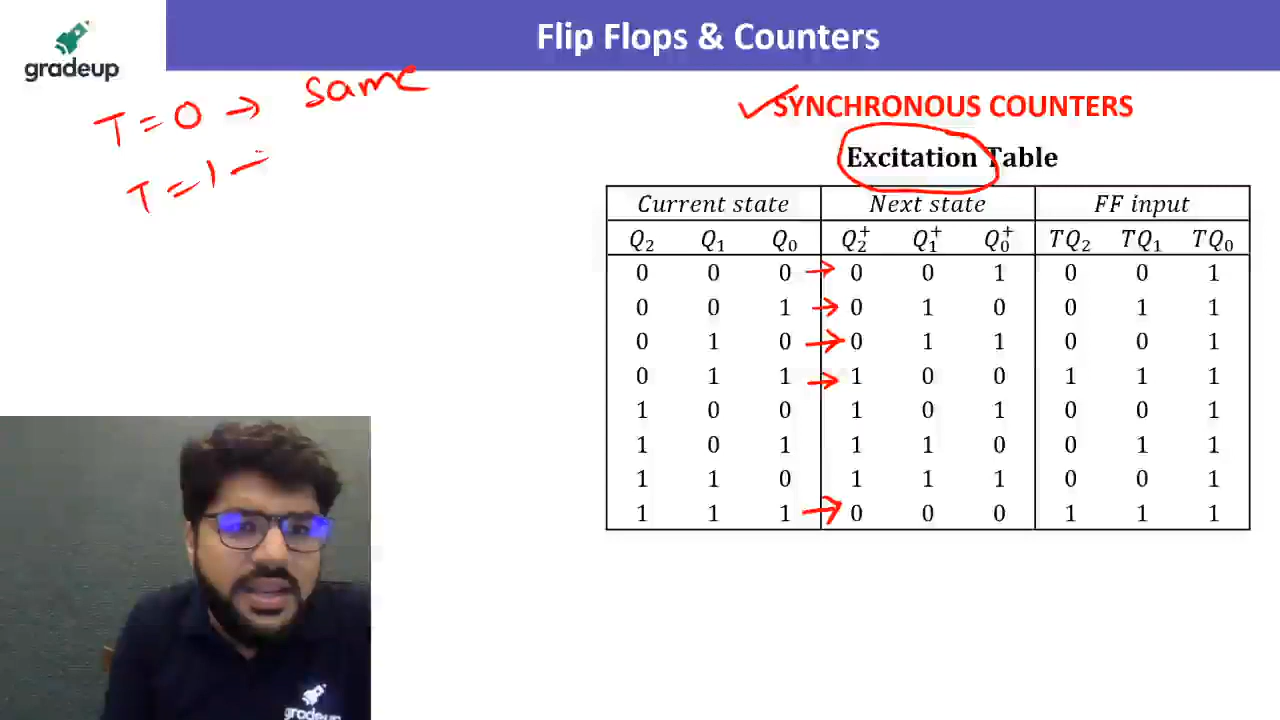 Flip Flops & Counters
gradeup
T = 0 → same
T = 1 –
SYNCHRONOUS COUNTERS
Excitation Table
Current state Next state FF input
Q₂ Q₁ Q₀ Q₂⁺ Q₁⁺ Q₀⁺ TQ₂ TQ₁ TQ₀
0 0 0 → 0 0 1 0 0 1
0 0 1 → 0 1 0 0 1 1
0 1 0 → 0 1 1 0 0 1
0 1 1 → 1 0 0 1 1 1
1 0 0 1 0 1 0 0 1
1 0 1 1 1 0 0 1 1
1 1 0 1 1 1 0 0 1
1 1 1 → 0 0 0 1 1 1
gradeup